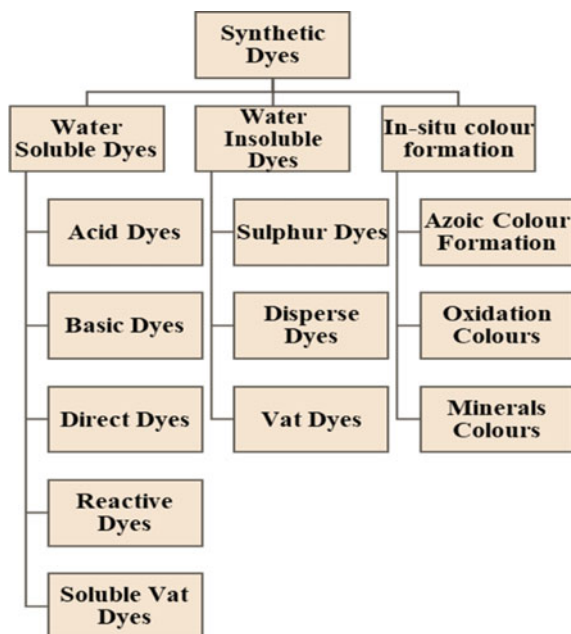 Synthetic
Dyes
Water
Soluble Dyes
Water
Insoluble
Dyes
In-situ colour
formation
Acid Dyes
Basic Dyes
Direct Dyes
Reactive
Dyes
Soluble Vat
Dyes
Sulphur Dyes
Disperse
Dyes
Vat Dyes
Azoic Colour
Formation
Oxidation
Colours
Minerals
Colours